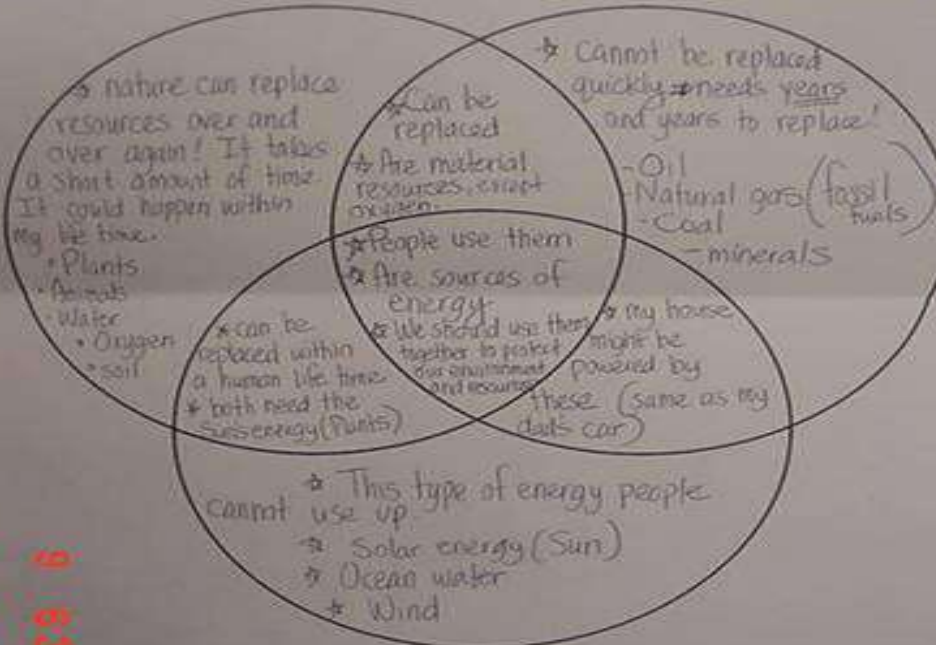 * nature can replace
resources over and
over again! It takes
a short amount of time
It could happen within
my life time.
• Plants
• Animals
- Water
• Oxygen
• soil
* Can be
replaced
* Are material
resources, except
oxygen.
* Cannot be replaced
quickly → needs years
and years to replace!
- Oil
- Natural gas (fossil
fuels)
- Coal
- minerals
* People use them
* Are sources of
energy.
* We should use them
together to protect
our environment
and resources
* can be
replaced within
a human life time
* both need the
sun's energy (Plants)
* my house
might be
powered by
these (same as my
dad's car)
* This type of energy people
cannot use up
* Solar energy (Sun)
* Ocean water
* Wind